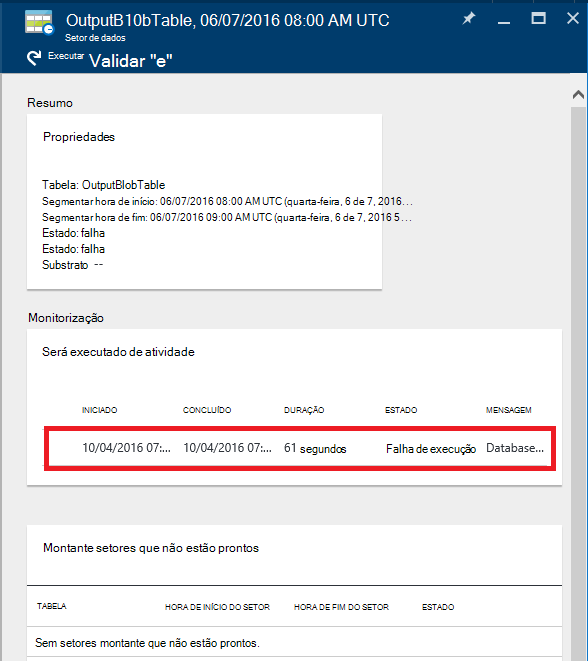 OutputB10bTable, 06/07/2016 08:00 AM UTC
Setor de dados
Executar Validar "e"
Resumo
Propriedades
Tabela: OutputBlobTable
Segmentar hora de início: 06/07/2016 08:00 AM UTC (quarta-feira, 6 de 7, 2016...
Segmentar hora de fim: 06/07/2016 09:00 AM UTC (quarta-feira, 6 de 7, 2016 5...
Estado: falha
Estado: falha
Substrato --
Monitorização
Será executado de atividade
INICIADO CONCLUÍDO DURAÇÃO ESTADO MENSAGEM
10/04/2016 07:... 10/04/2016 07:... 61 segundos Falha de execução Database...
Montante setores que não estão prontos
TABELA HORA DE INÍCIO DO SETOR HORA DE FIM DO SETOR ESTADO
Sem setores montante que não estão prontos.